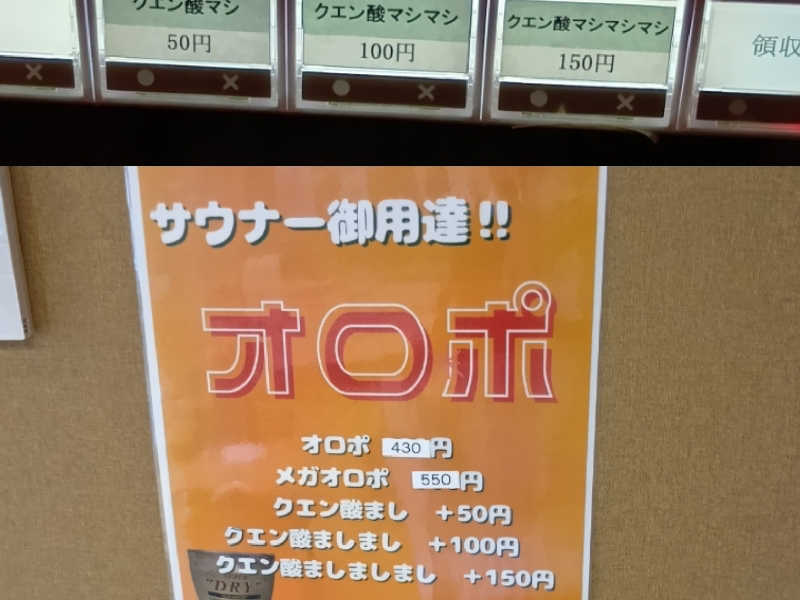 クエン酸マシ
50円
クエン酸マシマシ
100円
クエン酸マシマシマシ
150円
領収
サウナー御用達!!
オロポ
オロポ 430円
メガオロポ 550円
クエン酸まし +50円
クエン酸ましまし +100円
クエン酸ましましまし +150円
"DRY"